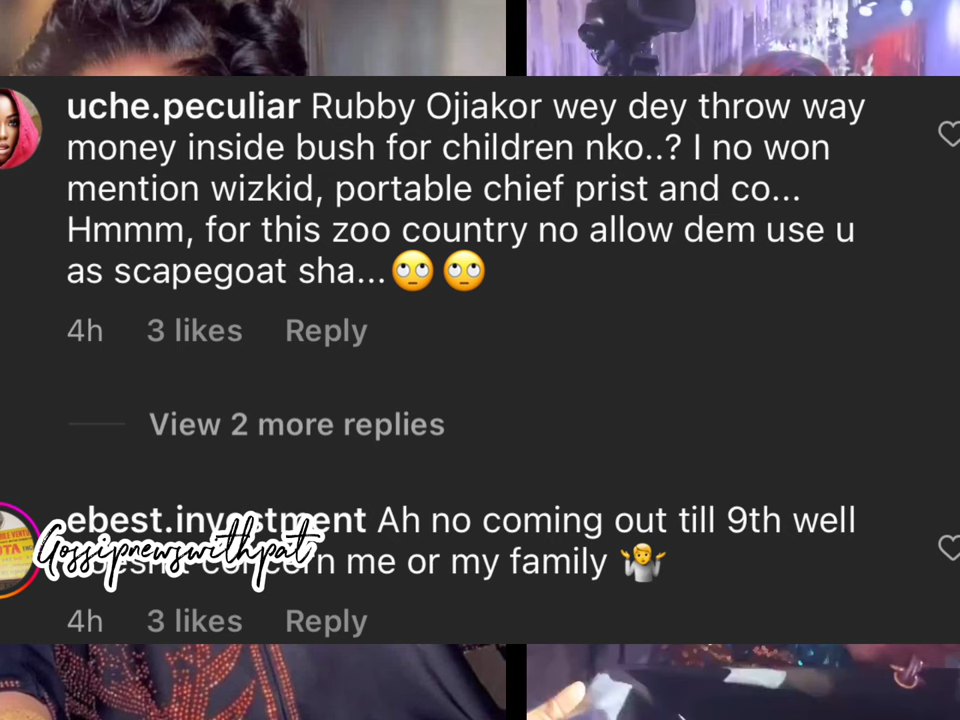 uche.peculiar Rubby Ojiakor wey dey throw way
money inside bush for children nko..? I no won
mention wizkid, portable chief prist and co...
Hmmm, for this zoo country no allow dem use u
as scapegoat sha...🙄🙄
4h 3 likes Reply
View 2 more replies
ebest.investment Ah no coming out till 9th well
doesn't concern me or my family 🤷
Gossipnewswithpat
4h 3 likes Reply